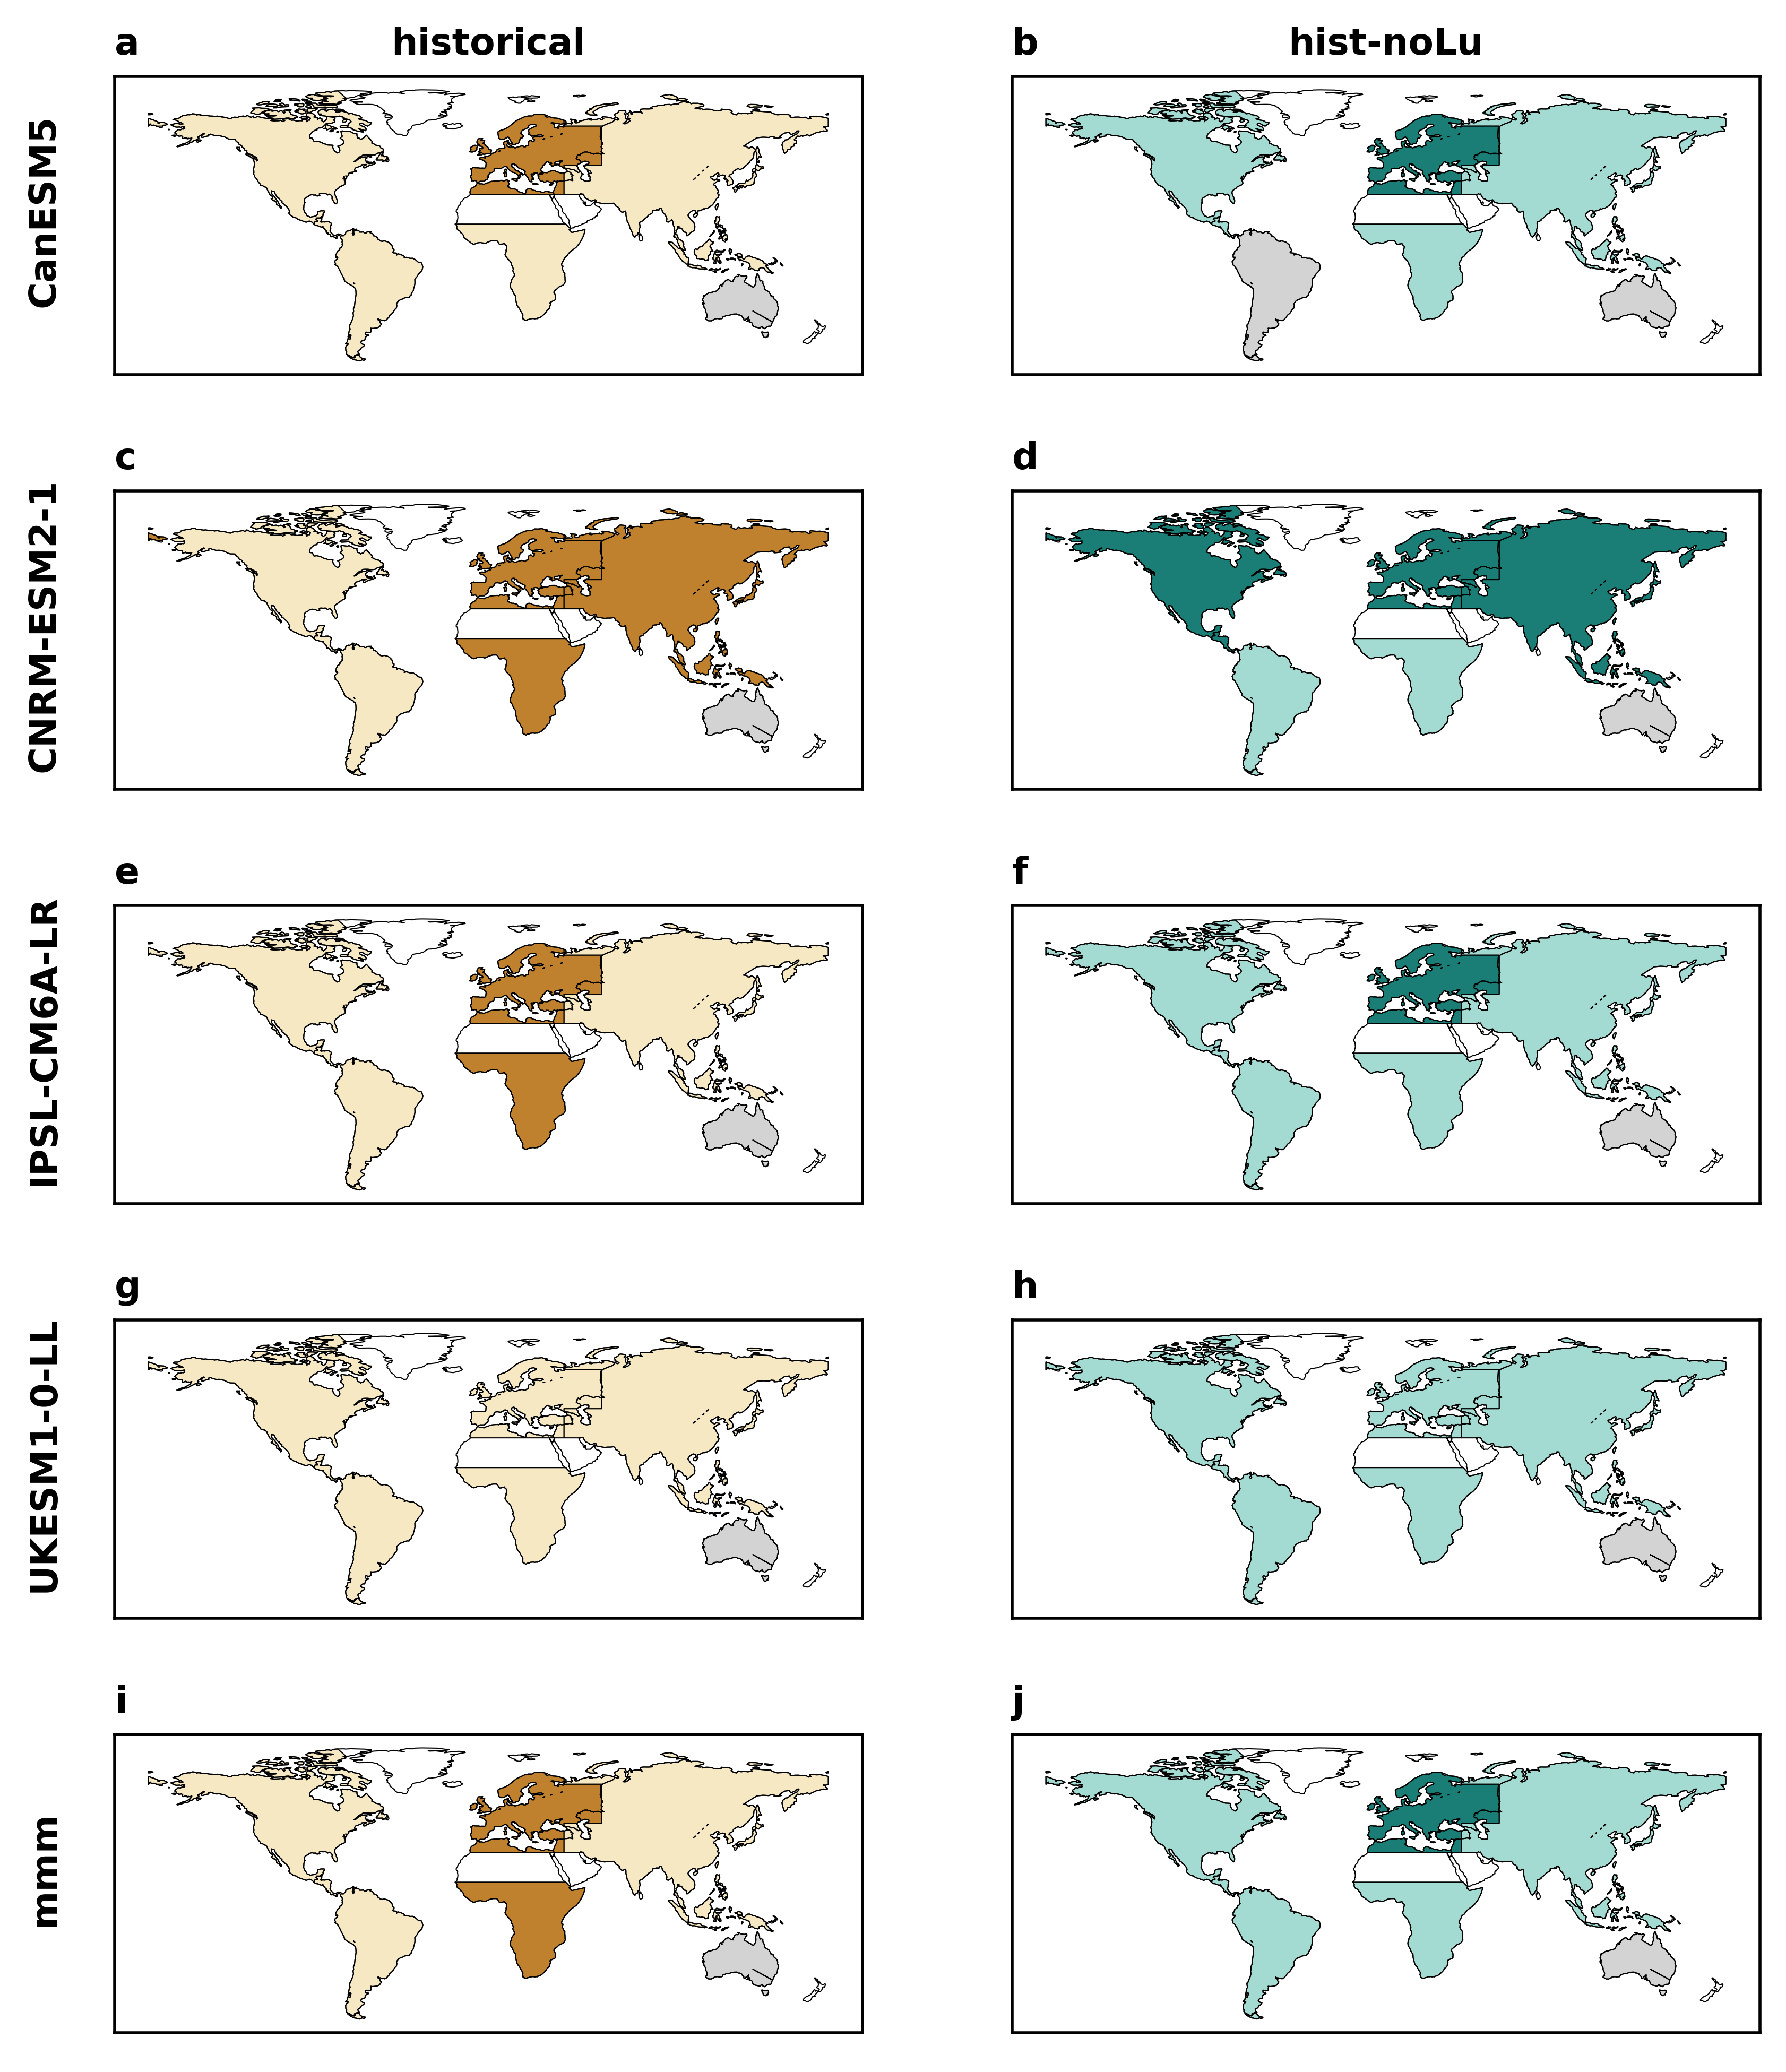 a historical
b hist-noLu
CanESM5
c
d
CNRM-ESM2-1
e
f
IPSL-CM6A-LR
g
h
UKESM1-0-LL
i
j
mmm